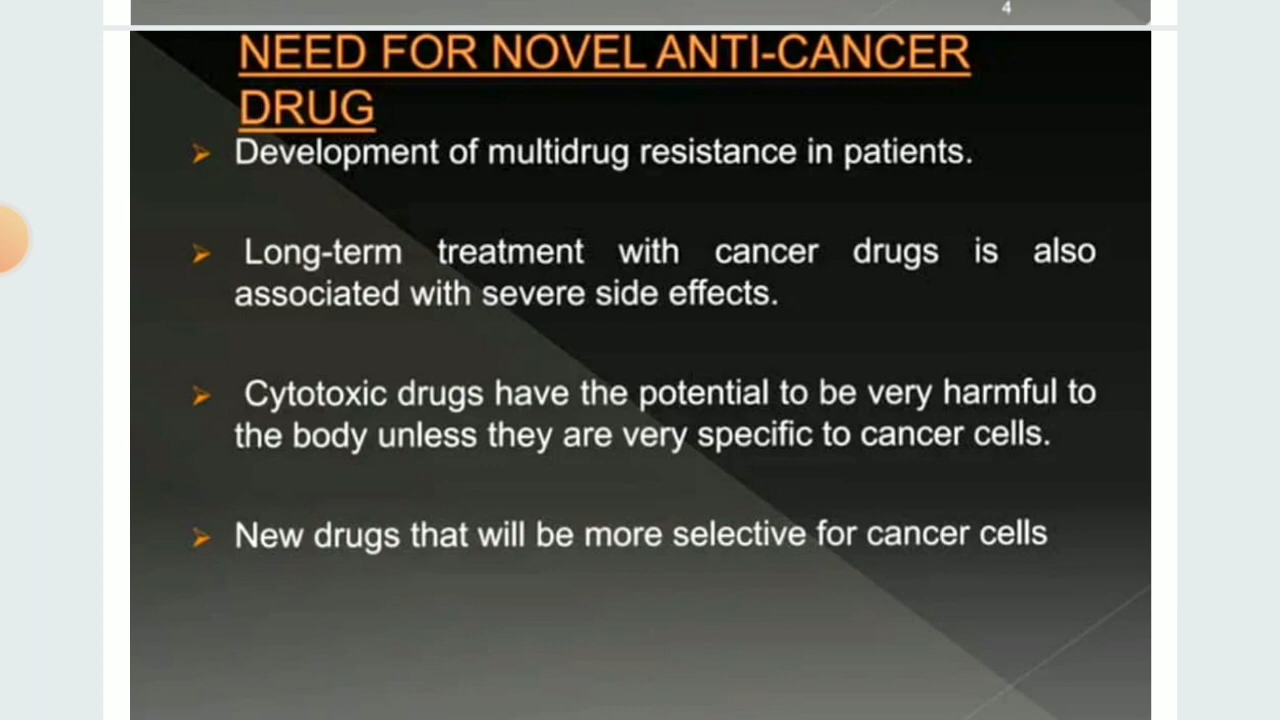 4
NEED FOR NOVEL ANTI-CANCER
DRUG
➢ Development of multidrug resistance in patients.
➢ Long-term treatment with cancer drugs is also
associated with severe side effects.
➢ Cytotoxic drugs have the potential to be very harmful to
the body unless they are very specific to cancer cells.
➢ New drugs that will be more selective for cancer cells